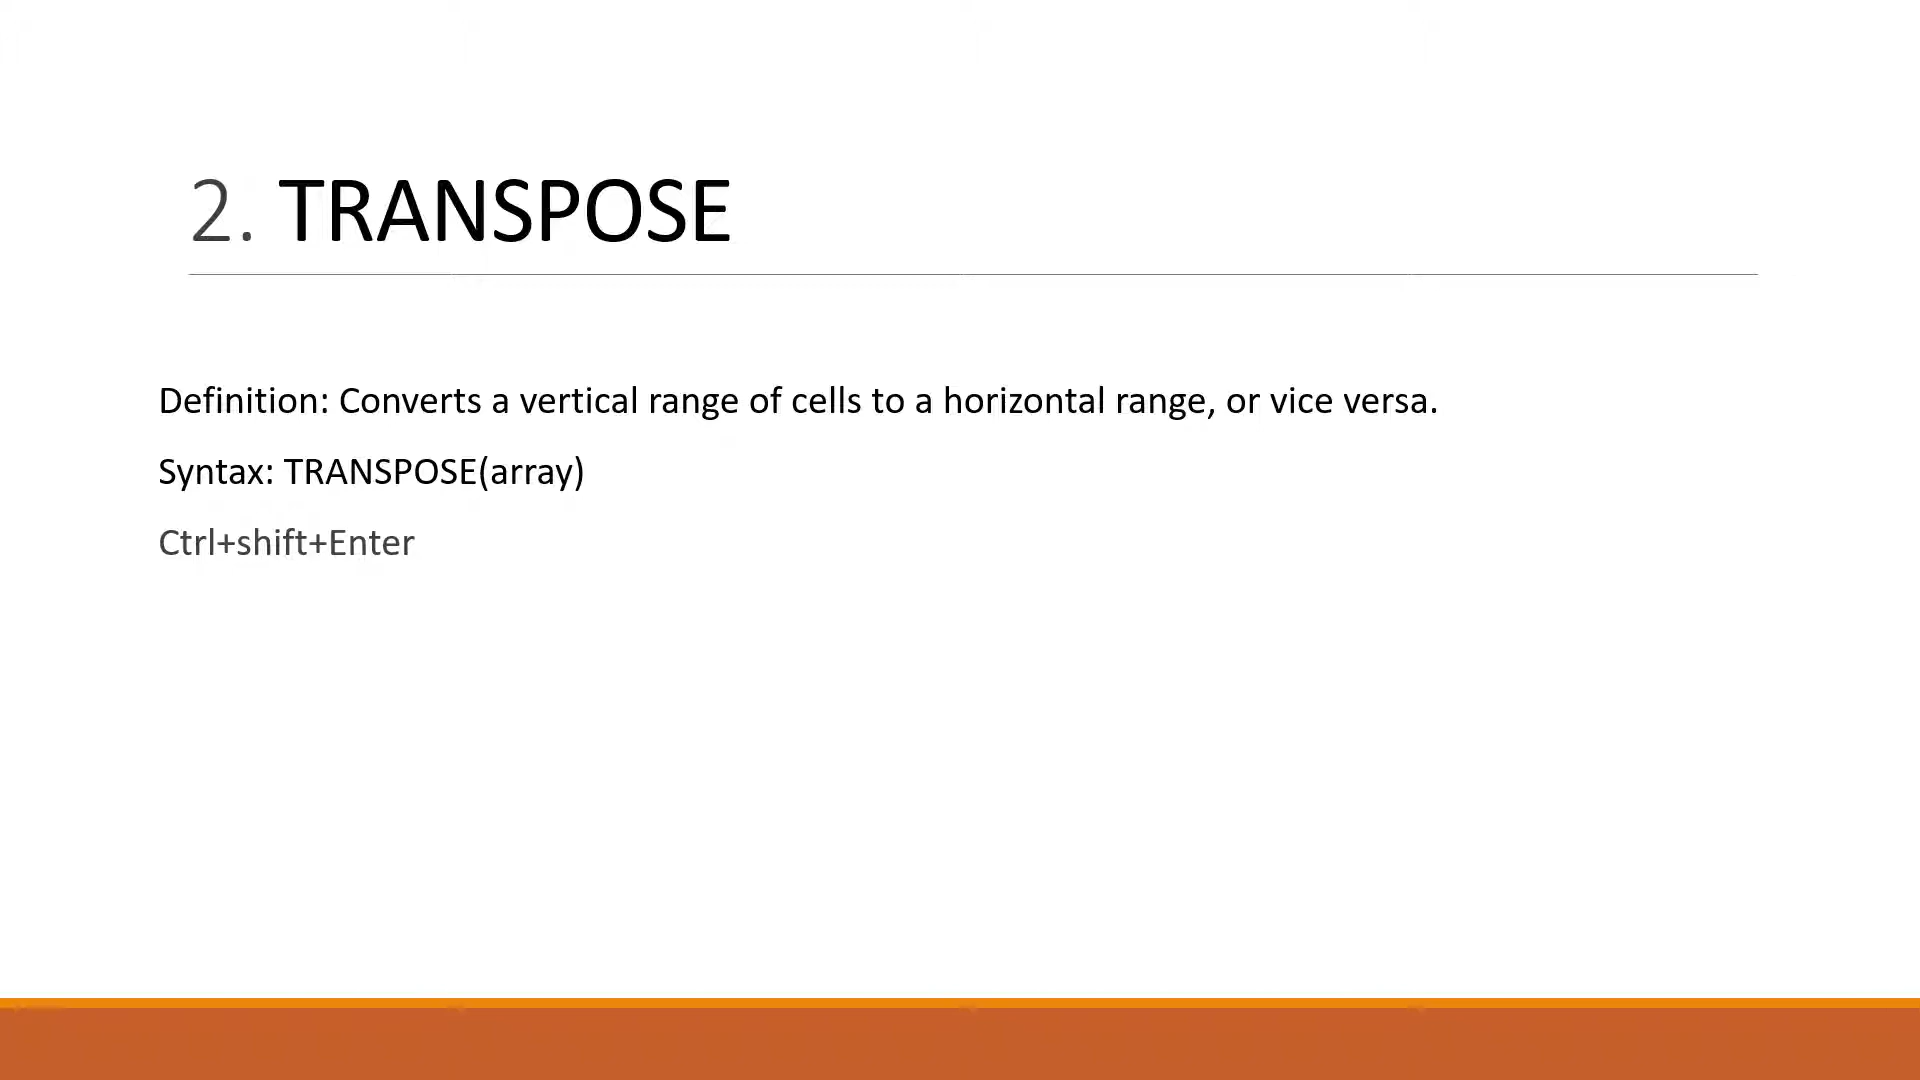 2. TRANSPOSE
Definition: Converts a vertical range of cells to a horizontal range, or vice versa.
Syntax: TRANSPOSE(array)
Ctrl+shift+Enter